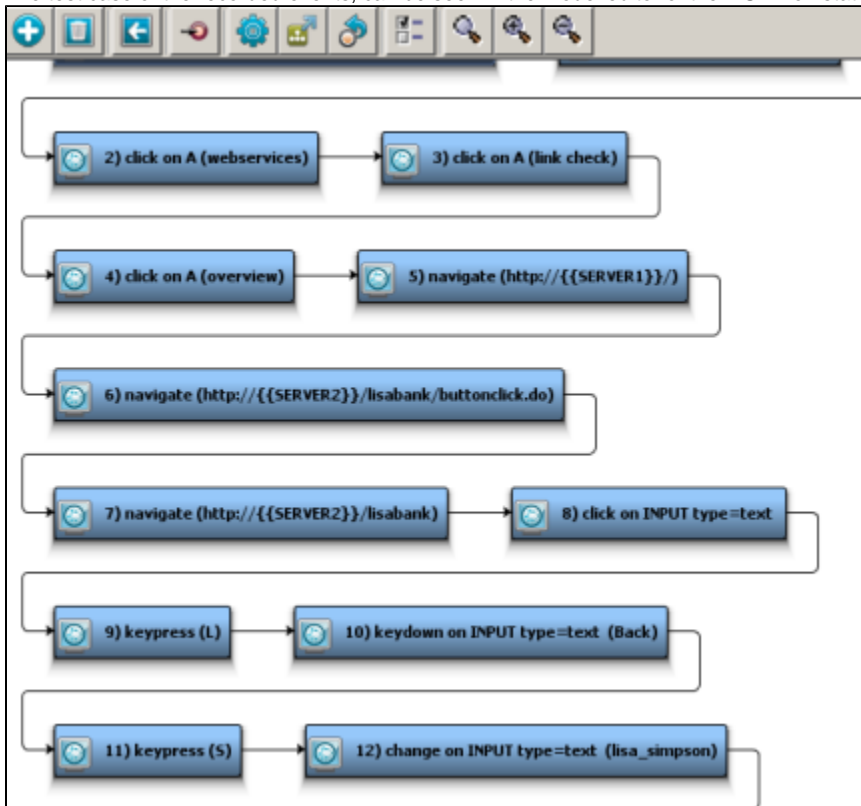 2) click on A (webservices)
3) click on A (link check)
4) click on A (overview)
5) navigate (http://{{SERVER1}}/)
6) navigate (http://{{SERVER2}}/lisabank/buttonclick.do)
7) navigate (http://{{SERVER2}}/lisabank)
8) click on INPUT type=text
9) keypress (L)
10) keydown on INPUT type=text (Back)
11) keypress (S)
12) change on INPUT type=text (lisa_simpson)